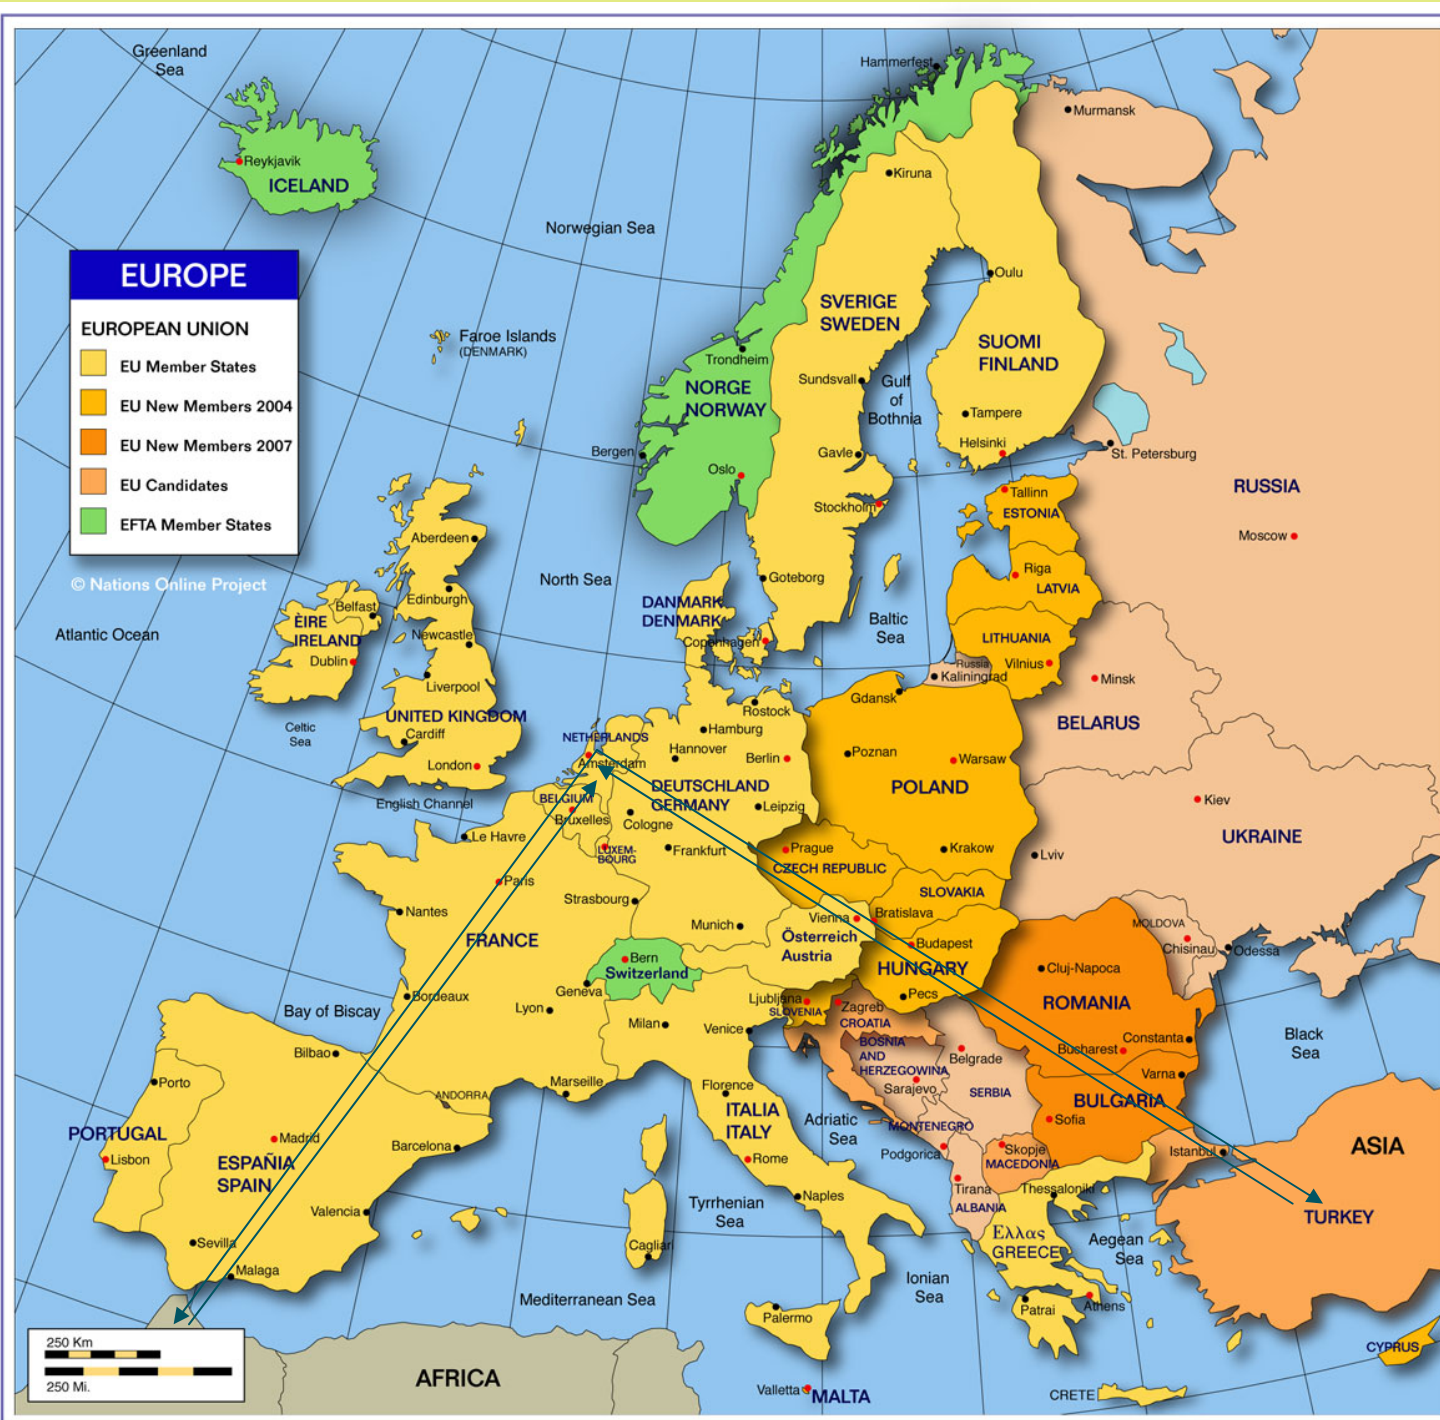 Greenland
Sea
Hammerfest
Murmansk
Reykjavik
ICELAND
Kiruna
Norwegian Sea
EUROPE
EUROPEAN UNION
EU Member States
EU New Members 2004
EU New Members 2007
EU Candidates
EFTA Member States
© Nations Online Project
Oulu
SVERIGE
SWEDEN
SUOMI
FINLAND
Faroe Islands
(DENMARK)
Trondheim
NORGE
NORWAY
Sundsvall
Gulf
of
Bothnia
Tampere
Helsinki
Bergen
Gavle
St. Petersburg
Oslo
RUSSIA
Stockholm
Tallinn
ESTONIA
Moscow
Aberdeen
North Sea
Goteborg
Riga
LATVIA
Edinburgh
DANMARK
DENMARK
Belfast
ÈIRE
IRELAND
Dublin
Newcastle
Atlantic Ocean
Copenhagen
Baltic
Sea
LITHUANIA
Vilnius
Russia
Kaliningrad
Minsk
Liverpool
Gdansk
Rostock
BELARUS
UNITED KINGDOM
Cardiff
Celtic
Sea
NETHERLANDS
Hamburg
Hannover
Amsterdam
Berlin
Poznan
Warsaw
London
DEUTSCHLAND
GERMANY
POLAND
English Channel
BELGIUM
Bruxelles
Leipzig
Cologne
Kiev
UKRAINE
Le Havre
LUXEM-
BOURG
Frankfurt
Prague
CZECH REPUBLIC
Krakow
Lviv
Paris
SLOVAKIA
Strasbourg
Nantes
Munich
Vienna
Bratislava
MOLDOVA
FRANCE
Österreich
Austria
Budapest
Chisinau
Odessa
Bern
Switzerland
HUNGARY
Cluj-Napoca
Geneva
Bordeaux
Pecs
ROMANIA
Bay of Biscay
Lyon
Ljubljana
SLOVENIA
Zagreb
CROATIA
Milan
Venice
Bilbao
BOSNIA
AND
HERZEGOWINA
Belgrade
Bucharest
Constanta
Black
Sea
Sarajevo
SERBIA
Varna
Porto
ANDORRA
Marseille
Florence
BULGARIA
ITALIA
ITALY
Adriatic
Sea
Sofia
PORTUGAL
Madrid
Barcelona
MONTENEGRO
Podgorica
Skopje
MACEDONIA
Istanbul
ASIA
Lisbon
ESPAÑIA
SPAIN
Rome
Tirana
ALBANIA
Thessaloniki
Valencia
Tyrrhenian
Sea
Naples
TURKEY
Ελλας
GREECE
Aegean
Sea
Sevilla
Cagliari
Malaga
Ionian
Sea
Mediterranean Sea
Palermo
Patrai
Athens
250 Km
250 Mi.
AFRICA
CYPRUS
Valletta
MALTA
CRETE